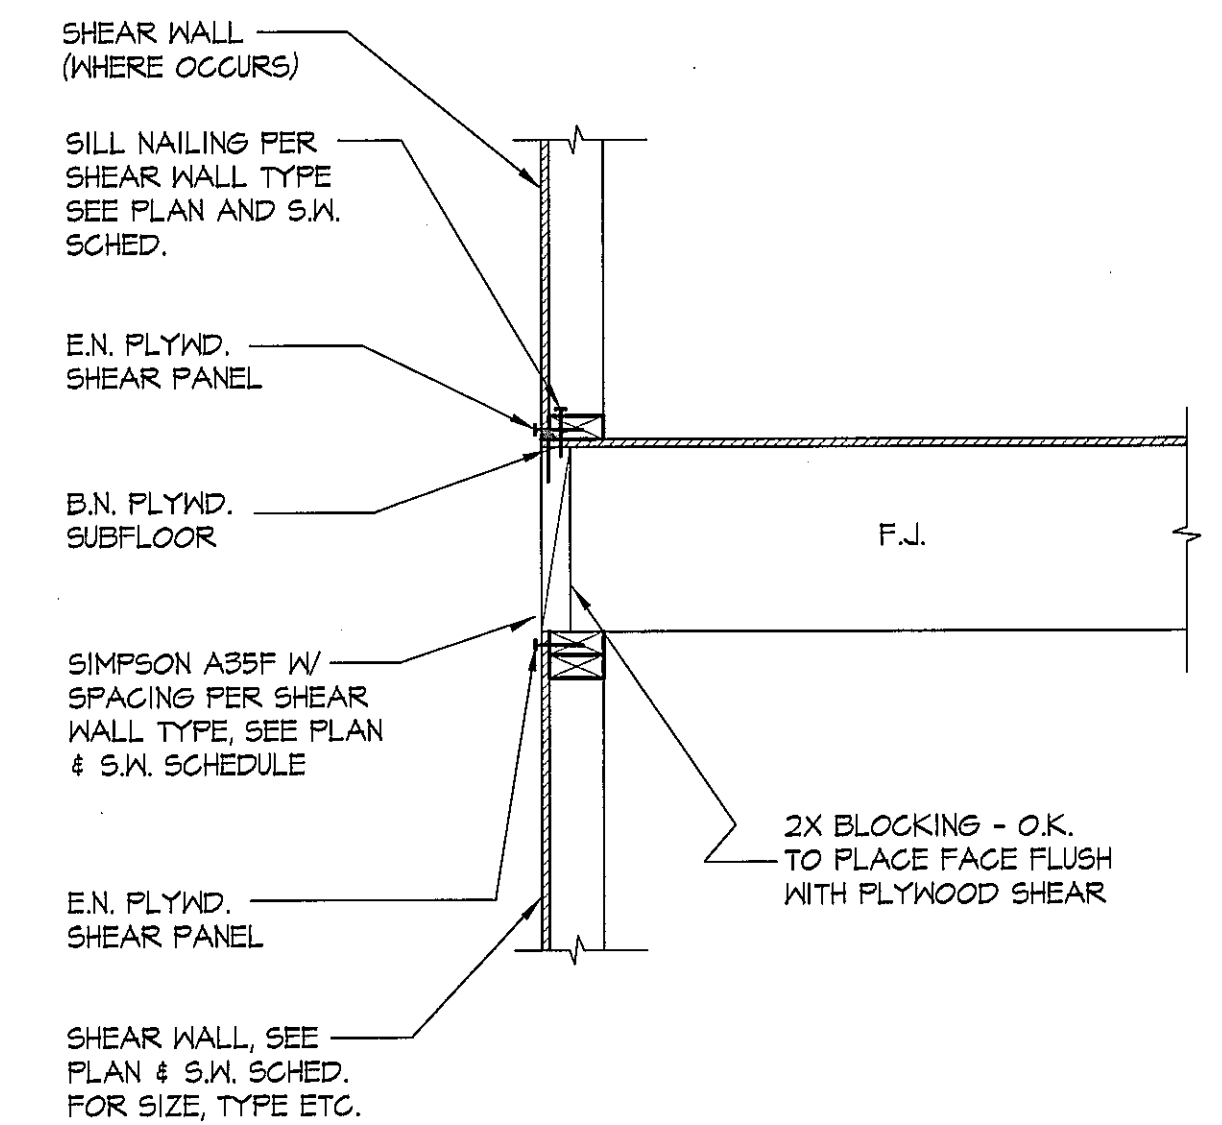 SHEAR WALL
(WHERE OCCURS)
SILL NAILING PER
SHEAR WALL TYPE
SEE PLAN AND S.W.
SCHED.
E.N. PLYWD.
SHEAR PANEL
B.N. PLYWD.
SUBFLOOR
F.J.
SIMPSON A35F W/
SPACING PER SHEAR
WALL TYPE, SEE PLAN
& S.W. SCHEDULE
2X BLOCKING - O.K.
TO PLACE FACE FLUSH
WITH PLYWOOD SHEAR
E.N. PLYWD.
SHEAR PANEL
SHEAR WALL, SEE
PLAN & S.W. SCHED.
FOR SIZE, TYPE ETC.